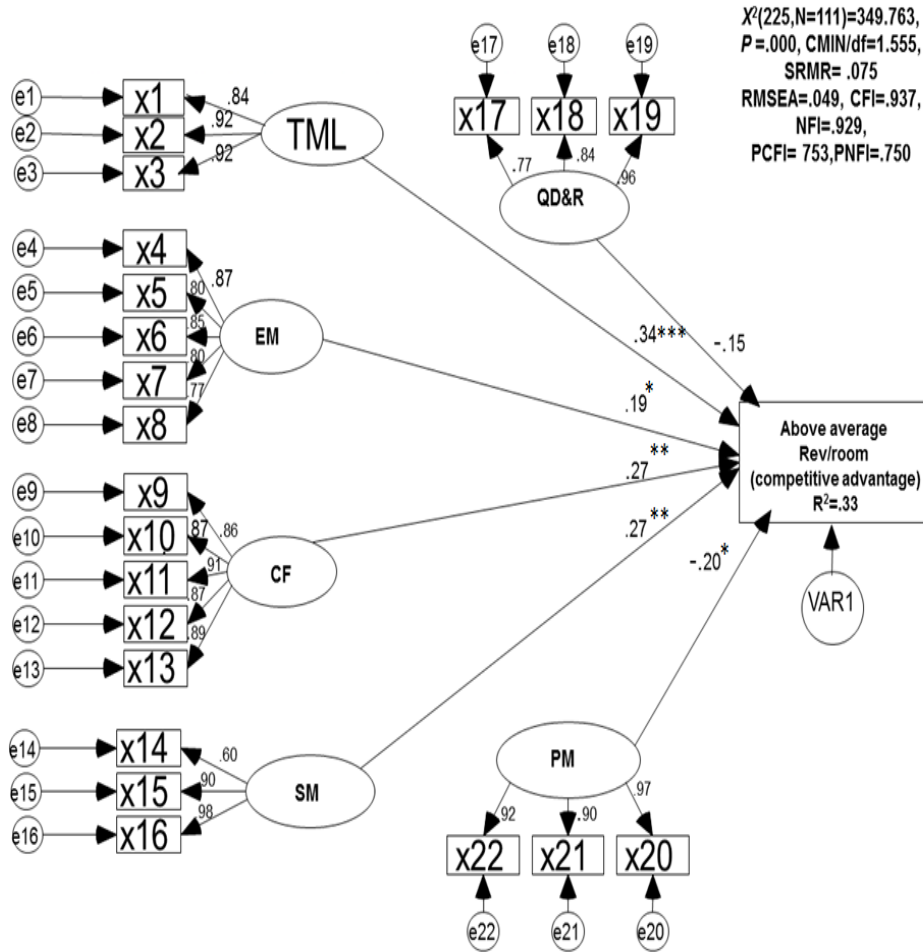 X²(225,N=111)=349.763,
P =.000, CMIN/df=1.555,
SRMR= .075
RMSEA=.049, CFI=.937,
NFI=.929,
PCFI= 753,PNFI=.750
e17
e18
e19
x17
x18
x19
.77
.84
.96
QD&R
-.15
e1
x1
.84
e2
x2
.92
e3
x3
.92
TML
.34***
e4
x4
.87
e5
x5
.80
e6
x6
.85
e7
x7
.80
e8
x8
.77
EM
.19*
e9
x9
.86
e10
x10
.87
e11
x11
.91
e12
x12
.87
e13
x13
.89
CF
.27**
e14
x14
.60
e15
x15
.90
e16
x16
.98
SM
.27**
Above average
Rev/room
(competitive advantage)
R²=.33
VAR1
-.20*
PM
.92
.90
.97
x22
x21
x20
e22
e21
e20